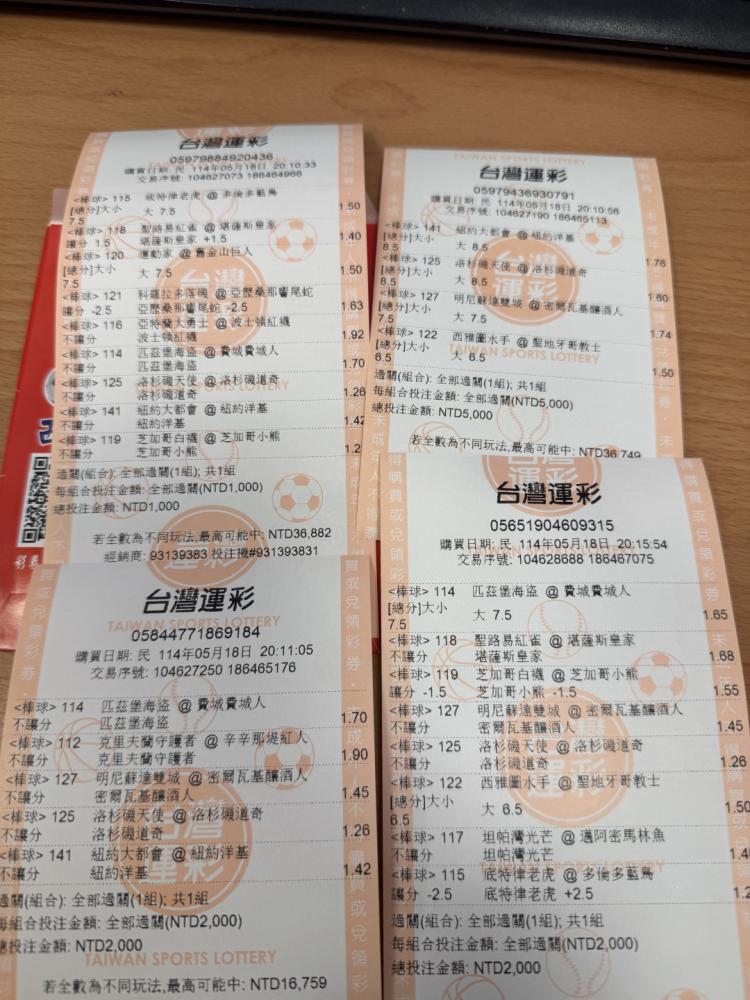 台灣運彩
05979884920436
購買日期: 民 114年05月18日 20:10:33
交易序號: 104627073 186464966
<棒球> 115 底特律老虎 @ 多倫多藍鳥
[總分]大小 大 7.5 1.50
7.5
<棒球> 118 聖路易紅雀 @ 堪薩斯皇家
讓分 1.5 堪薩斯皇家 +1.5 1.40
<棒球> 120 運動家 @ 舊金山巨人
[總分]大小 大 7.5 1.50
7.5
<棒球> 121 科羅拉多落磯 @ 亞歷桑那響尾蛇
讓分 -2.5 亞歷桑那響尾蛇 -2.5 1.63
<棒球> 116 亞特蘭大勇士 @ 波士頓紅襪
不讓分 波士頓紅襪 1.92
<棒球> 114 匹茲堡海盜 @ 費城費城人
不讓分 匹茲堡海盜 1.70
<棒球> 125 洛杉磯天使 @ 洛杉磯道奇
不讓分 洛杉磯道奇 1.26
<棒球> 141 紐約大都會 @ 紐約洋基
不讓分 紐約洋基 1.42
<棒球> 119 芝加哥白襪 @ 芝加哥小熊
不讓分 芝加哥小熊 1.2
過關(組合): 全部過關(1組); 共1組
每組合投注金額: 全部過關(NTD1,000)
總投注金額: NTD1,000
若全數為不同玩法,最高可能中: NTD36,882
經銷商: 93139383 投注機#931393831
TAIWAN SPORTS LOTTERY
台灣運彩
05979436930791
購買日期: 民 114年05月18日 20:10:56
交易序號: 104627190 186465113
<棒球> 141 紐約大都會 @ 紐約洋基
[總分]大小 大 8.5 1.76
8.5
<棒球> 125 洛杉磯天使 @ 洛杉磯道奇
[總分]大小 大 8.5 1.60
8.5
<棒球> 127 明尼蘇達雙城 @ 密爾瓦基釀酒人
[總分]大小 大 7.5 1.74
7.5
<棒球> 122 西雅圖水手 @ 聖地牙哥教士
[總分]大小 大 6.5 1.50
6.5
TAIWAN SPORTS LOTTERY
過關(組合): 全部過關(1組); 共1組
每組合投注金額: 全部過關(NTD5,000)
總投注金額: NTD5,000
若全數為不同玩法,最高可能中: NTD36,749
台灣運彩
TAIWAN SPORTS LOTTERY
05844771869184
購買日期: 民 114年05月18日 20:11:05
交易序號: 104627250 186465176
<棒球> 114 匹茲堡海盜 @ 費城費城人
不讓分 匹茲堡海盜 1.70
<棒球> 112 克里夫蘭守護者 @ 辛辛那堤紅人
不讓分 克里夫蘭守護者 1.90
<棒球> 127 明尼蘇達雙城 @ 密爾瓦基釀酒人
不讓分 密爾瓦基釀酒人 1.45
<棒球> 125 洛杉磯天使 @ 洛杉磯道奇
不讓分 洛杉磯道奇 1.26
<棒球> 141 紐約大都會 @ 紐約洋基
不讓分 紐約洋基 1.42
過關(組合): 全部過關(1組); 共1組
每組合投注金額: 全部過關(NTD2,000)
總投注金額: NTD2,000
TAIWAN SPORTS LOTTERY
若全數為不同玩法,最高可能中: NTD16,759
台灣運彩
05651904609315
購買日期: 民 114年05月18日 20:15:54
交易序號: 104628688 186467075
<棒球> 114 匹茲堡海盜 @ 費城費城人
[總分]大小 大 7.5 1.65
7.5
<棒球> 118 聖路易紅雀 @ 堪薩斯皇家
不讓分 堪薩斯皇家 1.68
<棒球> 119 芝加哥白襪 @ 芝加哥小熊
讓分 -1.5 芝加哥小熊 -1.5 1.55
<棒球> 127 明尼蘇達雙城 @ 密爾瓦基釀酒人
不讓分 密爾瓦基釀酒人 1.45
<棒球> 125 洛杉磯天使 @ 洛杉磯道奇
不讓分 洛杉磯道奇 1.26
<棒球> 122 西雅圖水手 @ 聖地牙哥教士
[總分]大小 大 6.5 1.50
6.5
<棒球> 117 坦帕灣光芒 @ 邁阿密馬林魚
不讓分 坦帕灣光芒 1.4
<棒球> 115 底特律老虎 @ 多倫多藍鳥
讓分 -2.5 底特律老虎 +2.5 1.2
過關(組合): 全部過關(1組); 共1組
每組合投注金額: 全部過關(NTD2,000)
總投注金額: NTD2,000